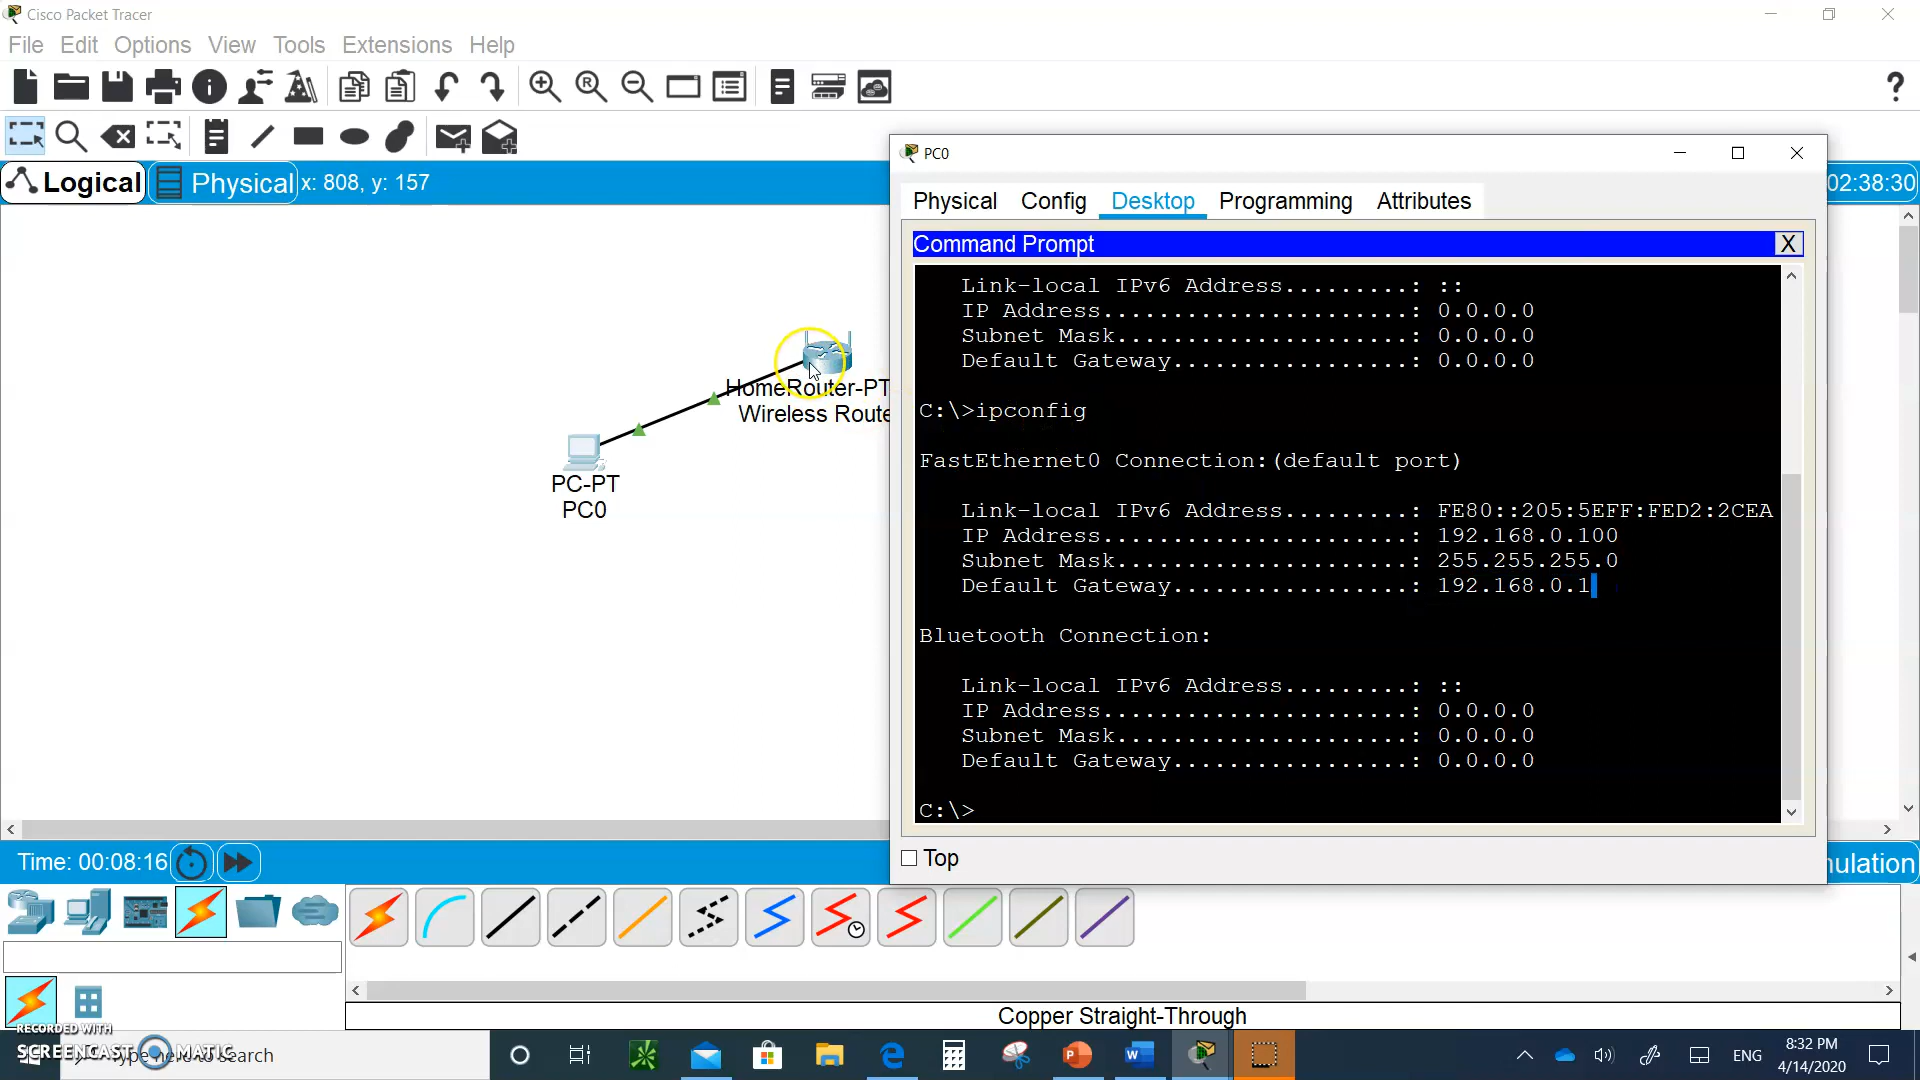 Cisco Packet Tracer
File Edit Options View Tools Extensions Help
Logical Physical x: 808, y: 157
02:38:30
HomeRouter-PT
Wireless Route
PC-PT
PC0
PC0
Physical Config Desktop Programming Attributes
Command Prompt X
Link-local IPv6 Address.........: ::
IP Address......................: 0.0.0.0
Subnet Mask.....................: 0.0.0.0
Default Gateway.................: 0.0.0.0
C:\>ipconfig
FastEthernet0 Connection:(default port)
Link-local IPv6 Address.........: FE80::205:5EFF:FED2:2CEA
IP Address......................: 192.168.0.100
Subnet Mask.....................: 255.255.255.0
Default Gateway.................: 192.168.0.1
Bluetooth Connection:
Link-local IPv6 Address.........: ::
IP Address......................: 0.0.0.0
Subnet Mask.....................: 0.0.0.0
Default Gateway.................: 0.0.0.0
C:\>
Top
Time: 00:08:16
nulation
Copper Straight-Through
RECORDED WITH
SCREENCAST MATIC
Type here to search
ENG
8:32 PM
4/14/2020